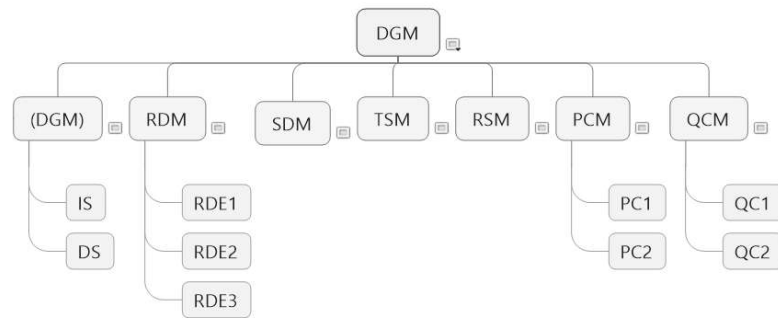 DGM
(DGM)
RDM
SDM
TSM
RSM
PCM
QCM
IS
RDE1
PC1
QC1
DS
RDE2
PC2
QC2
RDE3